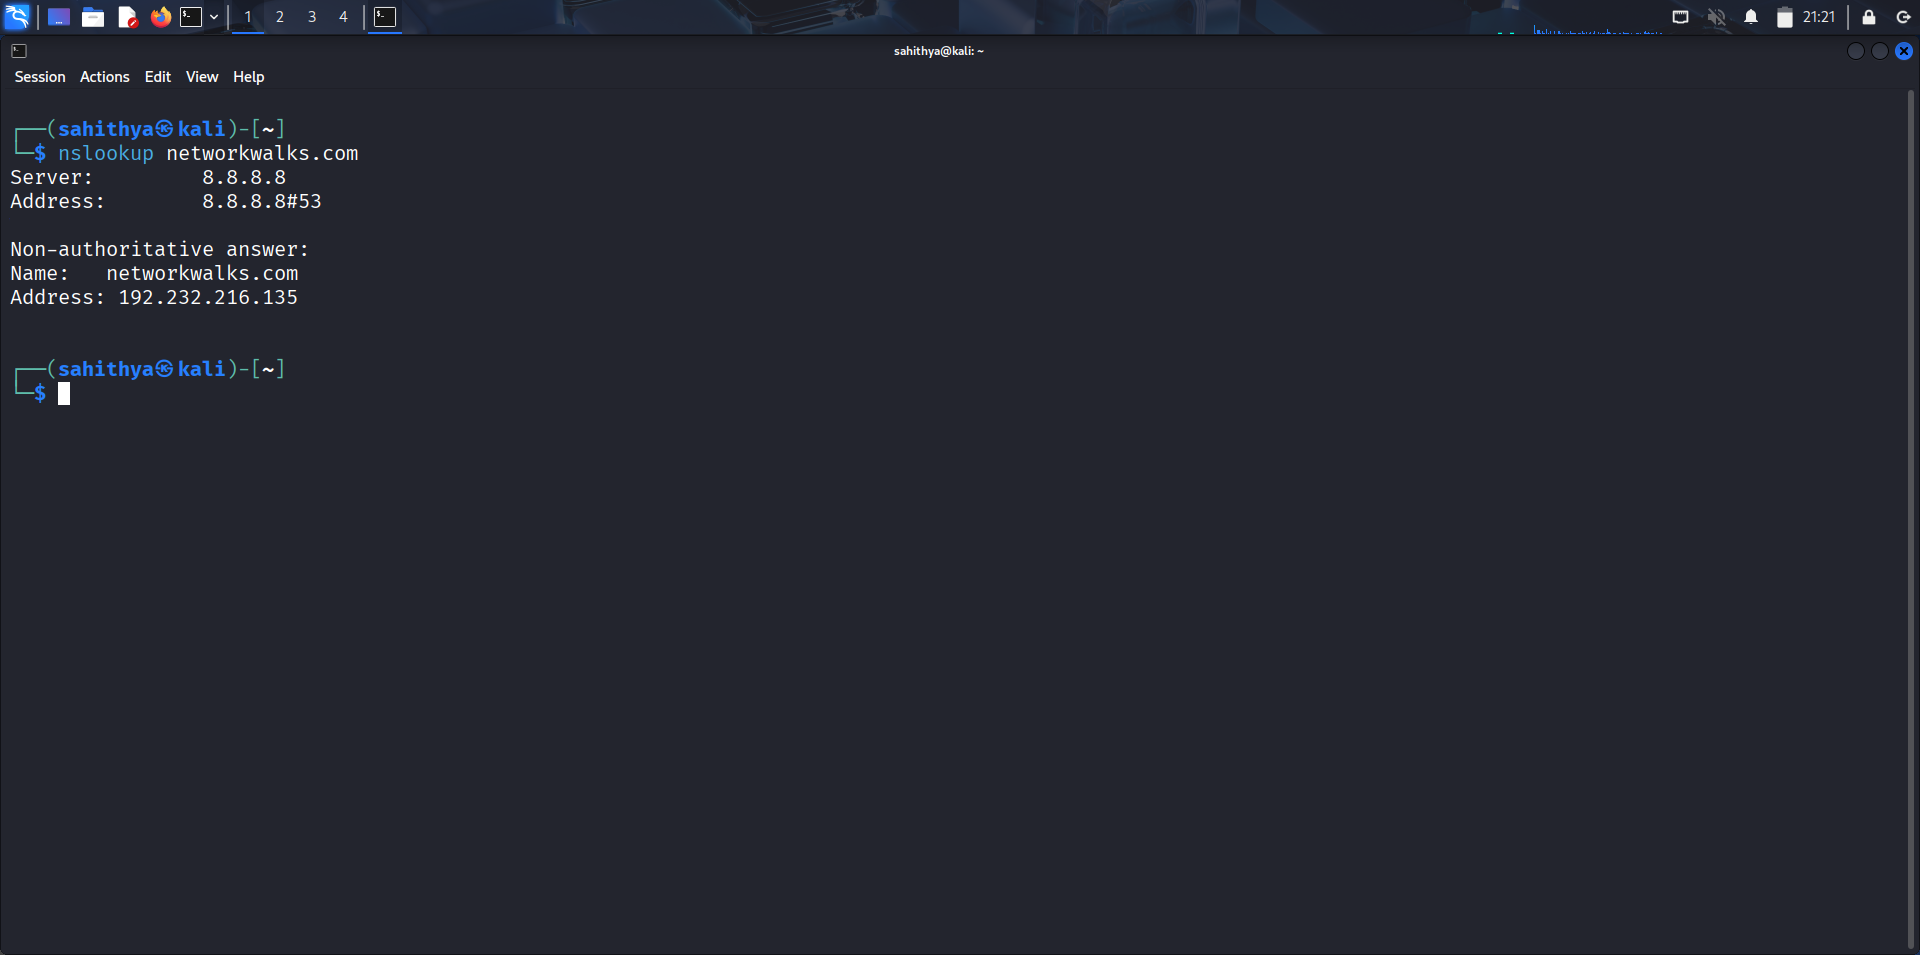 1 2 3 4 21:21
sahithya@kali: ~
Session Actions Edit View Help
┌──(sahithya㉿kali)-[~]
└─$ nslookup networkwalks.com
Server:		8.8.8.8
Address:	8.8.8.8#53
Non-authoritative answer:
Name:	networkwalks.com
Address: 192.232.216.135
┌──(sahithya㉿kali)-[~]
└─$